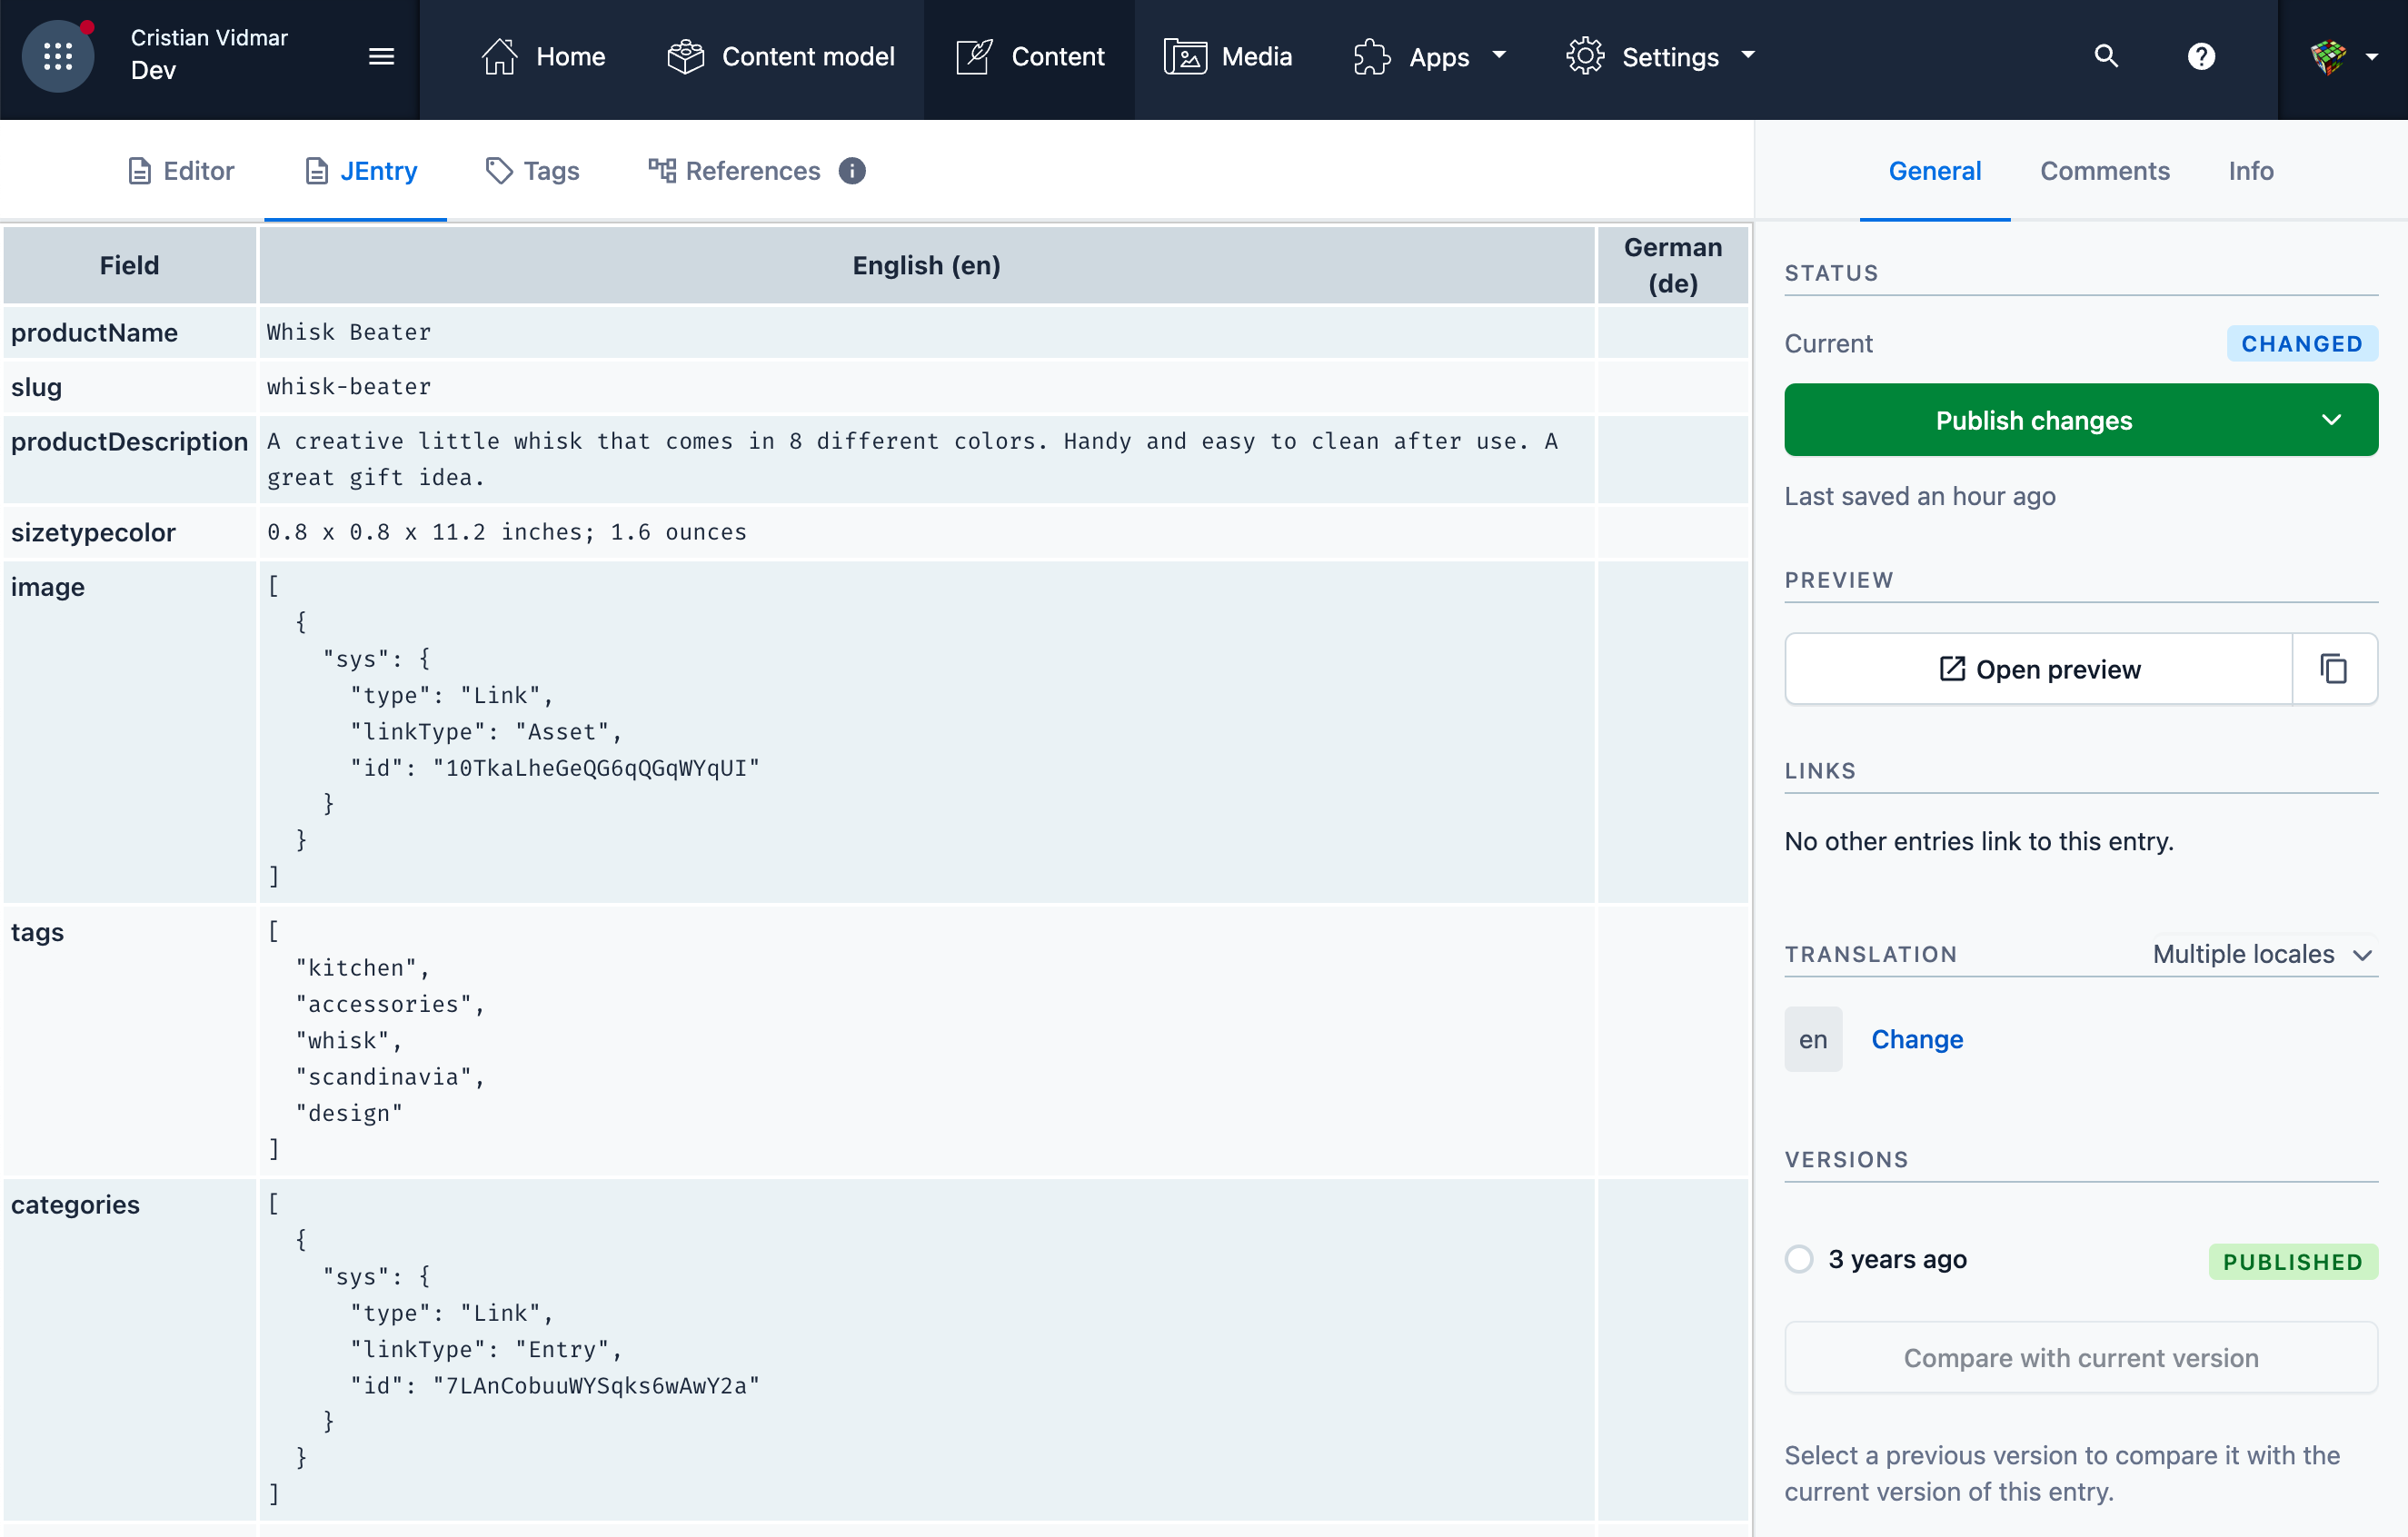 Cristian Vidmar
Dev
Home
Content model
Content
Media
Apps
Settings
Editor
JEntry
Tags
References
General
Comments
Info
Field
English (en)
German
(de)
productName
Whisk Beater
slug
whisk-beater
productDescription
A creative little whisk that comes in 8 different colors. Handy and easy to clean after use. A
great gift idea.
sizetypecolor
0.8 x 0.8 x 11.2 inches; 1.6 ounces
image
[
{
"sys": {
"type": "Link",
"linkType": "Asset",
"id": "10TkaLheGeQG6qQGqWYqUI"
}
}
]
tags
[
"kitchen",
"accessories",
"whisk",
"scandinavia",
"design"
]
categories
[
{
"sys": {
"type": "Link",
"linkType": "Entry",
"id": "7LAnCobuuWYSqks6wAwY2a"
}
}
]
STATUS
Current
CHANGED
Publish changes
Last saved an hour ago
PREVIEW
Open preview
LINKS
No other entries link to this entry.
TRANSLATION
Multiple locales
en
Change
VERSIONS
3 years ago
PUBLISHED
Compare with current version
Select a previous version to compare it with the
current version of this entry.